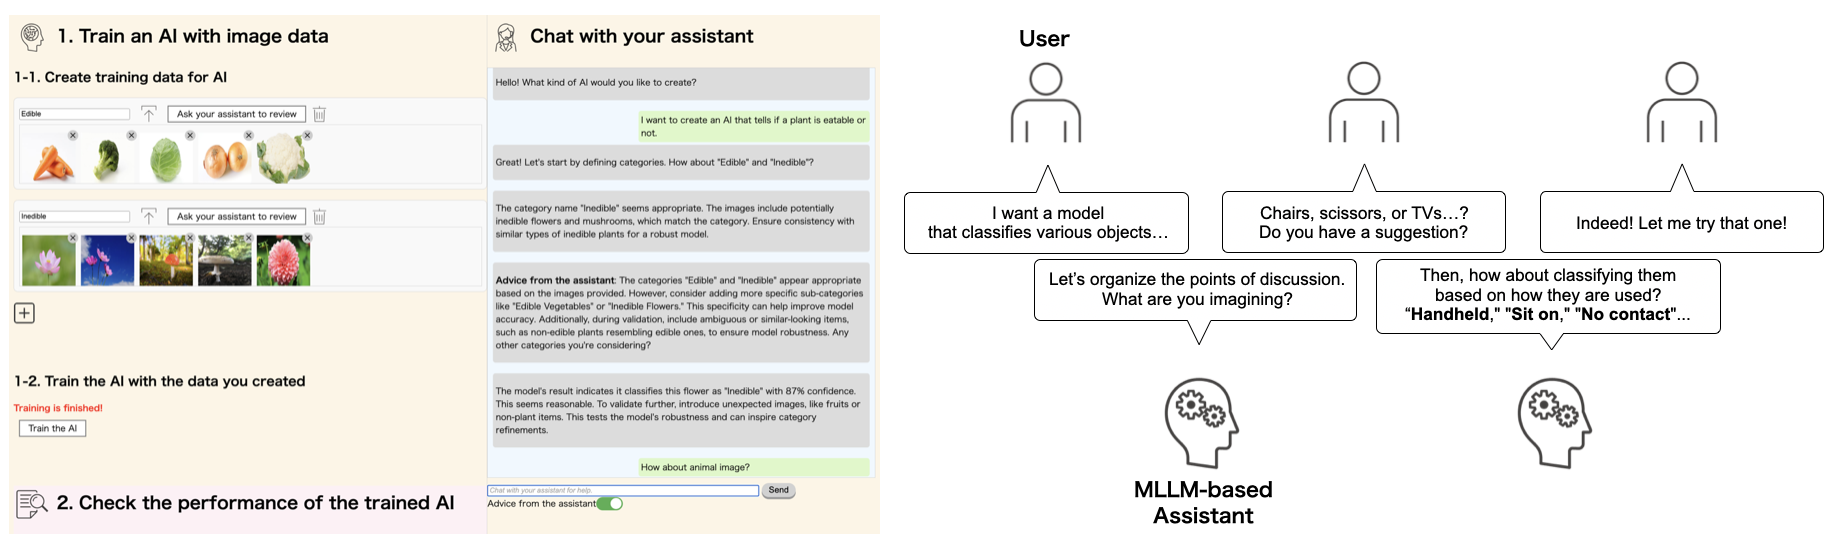 1. Train an AI with image data
1-1. Create training data for AI
Edible
Ask your assistant to review
Inedible
Ask your assistant to review
1-2. Train the AI with the data you created
Training is finished!
Train the AI
2. Check the performance of the trained AI
Chat with your assistant
Hello! What kind of AI would you like to create?
I want to create an AI that tells if a plant is eatable or
not.
Great! Let's start by defining categories. How about "Edible" and "Inedible"?
The category name "Inedible" seems appropriate. The images include potentially
inedible flowers and mushrooms, which match the category. Ensure consistency with
similar types of inedible plants for a robust model.
Advice from the assistant: The categories "Edible" and "Inedible" appear appropriate
based on the images provided. However, consider adding more specific sub-categories
like "Edible Vegetables" or "Inedible Flowers." This specificity can help improve model
accuracy. Additionally, during validation, include ambiguous or similar-looking items,
such as non-edible plants resembling edible ones, to ensure model robustness. Any
other categories you're considering?
The model's result indicates it classifies this flower as "Inedible" with 87% confidence.
This seems reasonable. To validate further, introduce unexpected images, like fruits or
non-plant items. This tests the model's robustness and can inspire category
refinements.
How about animal image?
Chat with your assistant for help.
Send
Advice from the assistant
User
I want a model
that classifies various objects…
Let's organize the points of discussion.
What are you imagining?
Chairs, scissors, or TVs…?
Do you have a suggestion?
Then, how about classifying them
based on how they are used?
"Handheld," "Sit on," "No contact"...
Indeed! Let me try that one!
MLLM-based
Assistant